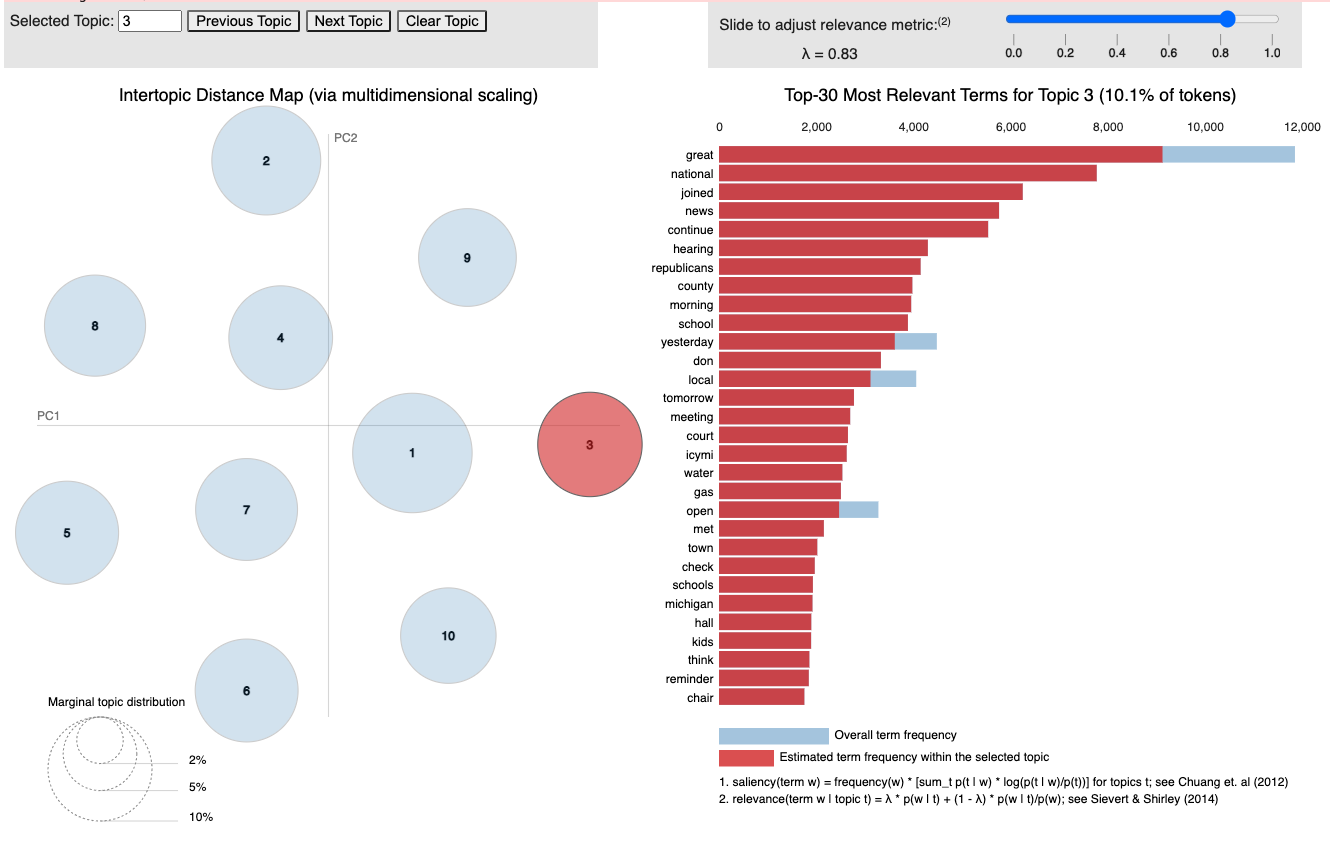 Selected Topic: 3 Previous Topic Next Topic Clear Topic
Slide to adjust relevance metric:(2)
λ = 0.83
0.0 0.2 0.4 0.6 0.8 1.0
Intertopic Distance Map (via multidimensional scaling)
PC2
PC1
2
9
8
4
1
3
7
5
10
6
Marginal topic distribution
2%
5%
10%
Top-30 Most Relevant Terms for Topic 3 (10.1% of tokens)
0 2,000 4,000 6,000 8,000 10,000 12,000
great
national
joined
news
continue
hearing
republicans
county
morning
school
yesterday
don
local
tomorrow
meeting
court
icymi
water
gas
open
met
town
check
schools
michigan
hall
kids
think
reminder
chair
Overall term frequency
Estimated term frequency within the selected topic
1. saliency(term w) = frequency(w) * [sum_t p(t | w) * log(p(t | w)/p(t))] for topics t; see Chuang et. al (2012)
2. relevance(term w | topic t) = λ * p(w | t) + (1 - λ) * p(w | t)/p(w); see Sievert & Shirley (2014)